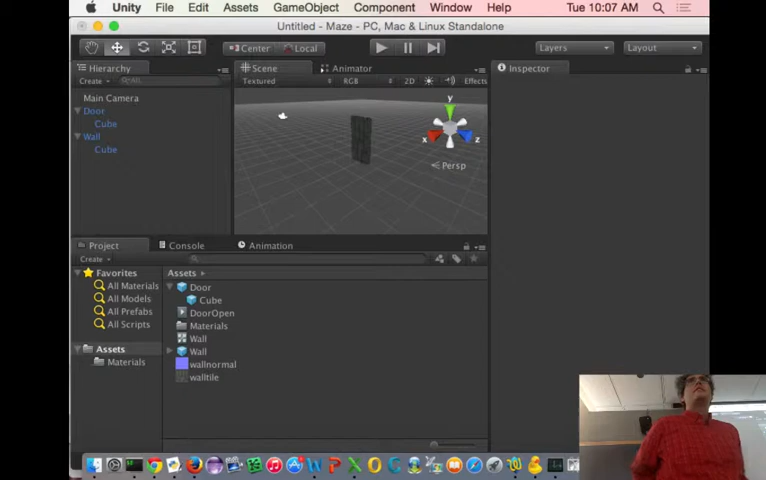 Unity File Edit Assets GameObject Component Window Help Tue 10:07 AM
Untitled - Maze - PC, Mac & Linux Standalone
Center Local Layers Layout
Hierarchy
Create All
Main Camera
Door
Cube
Wall
Cube
Scene Animator
Textured RGB 2D Effects
y
x z
Persp
Inspector
Project Console Animation
Create
Favorites
All Materials
All Models
All Prefabs
All Scripts
Assets
Materials
Assets
Door
Cube
DoorOpen
Materials
Wall
Wall
wallnormal
walltile